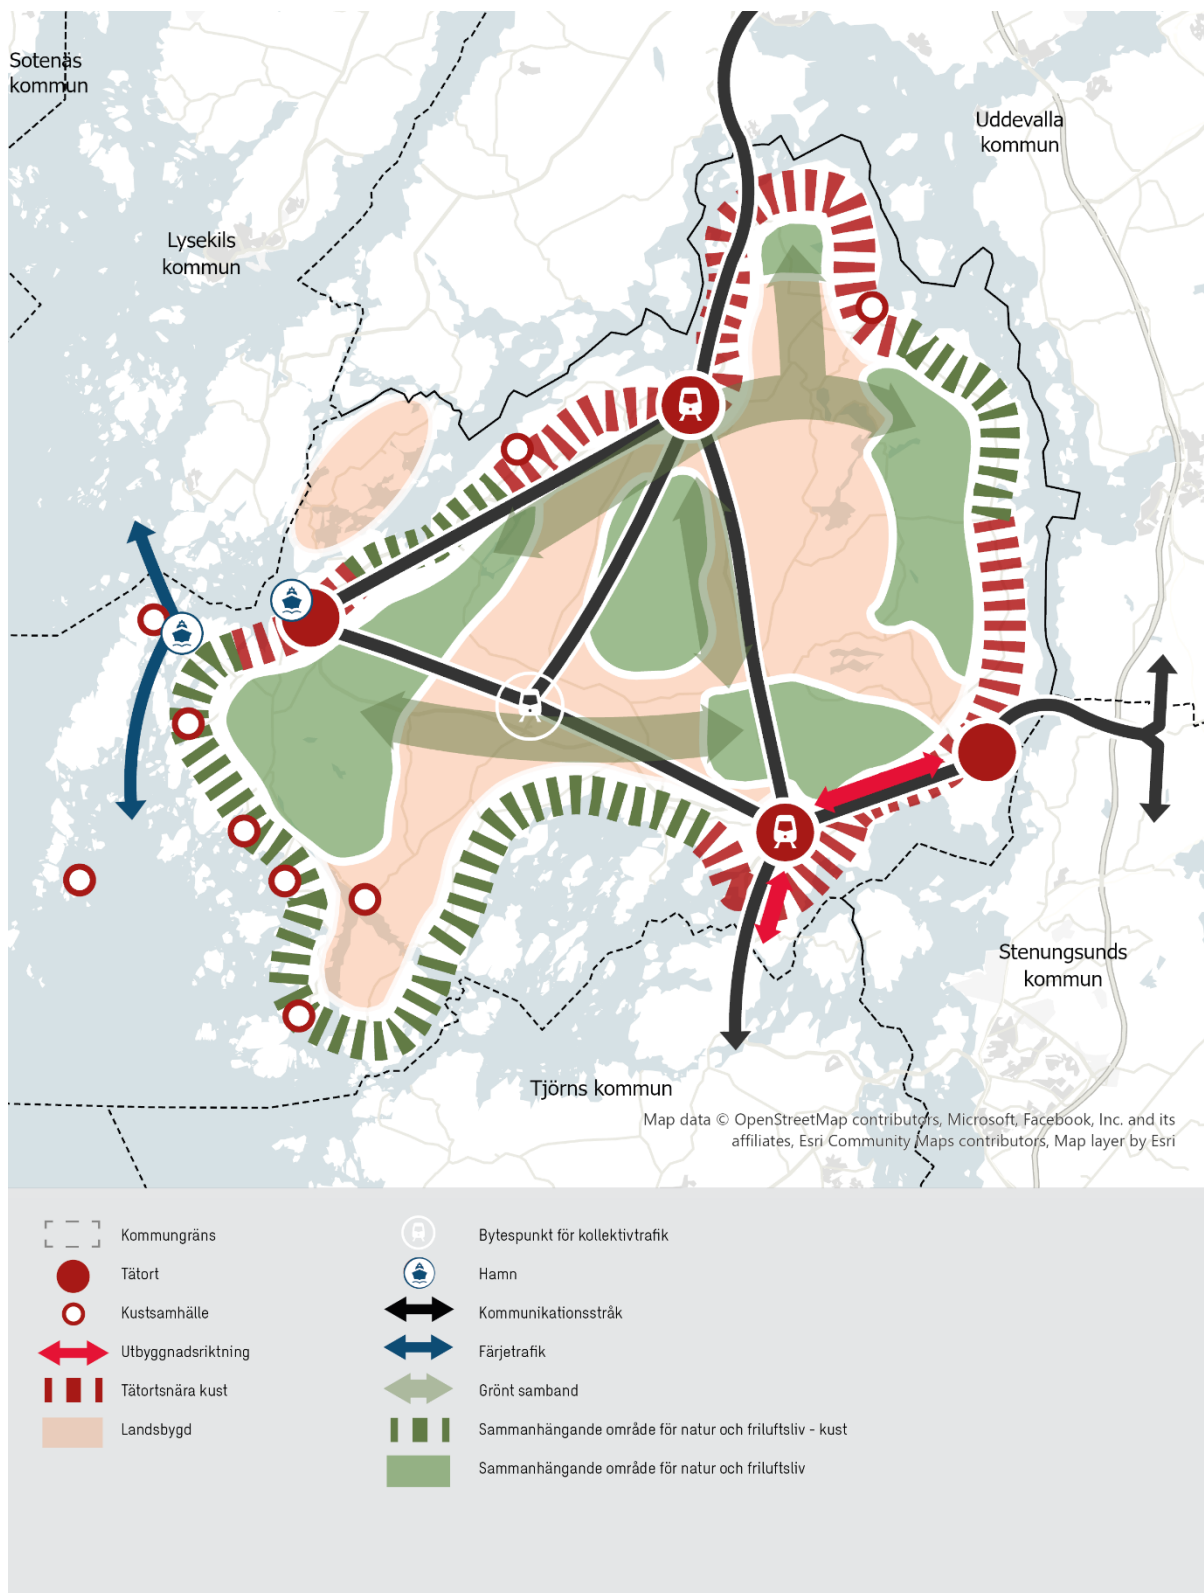 Sotenäs
kommun
Uddevalla
kommun
Lysekils
kommun
Stenungsunds
kommun
Tjörns kommun
Map data © OpenStreetMap contributors, Microsoft, Facebook, Inc. and its
affiliates, Esri Community Maps contributors, Map layer by Esri
Kommungräns
Tätort
Kustsamhälle
Utbyggnadsriktning
Tätortsnära kust
Landsbygd
Bytespunkt för kollektivtrafik
Hamn
Kommunikationsstråk
Färjetrafik
Grönt samband
Sammanhängande område för natur och friluftsliv - kust
Sammanhängande område för natur och friluftsliv